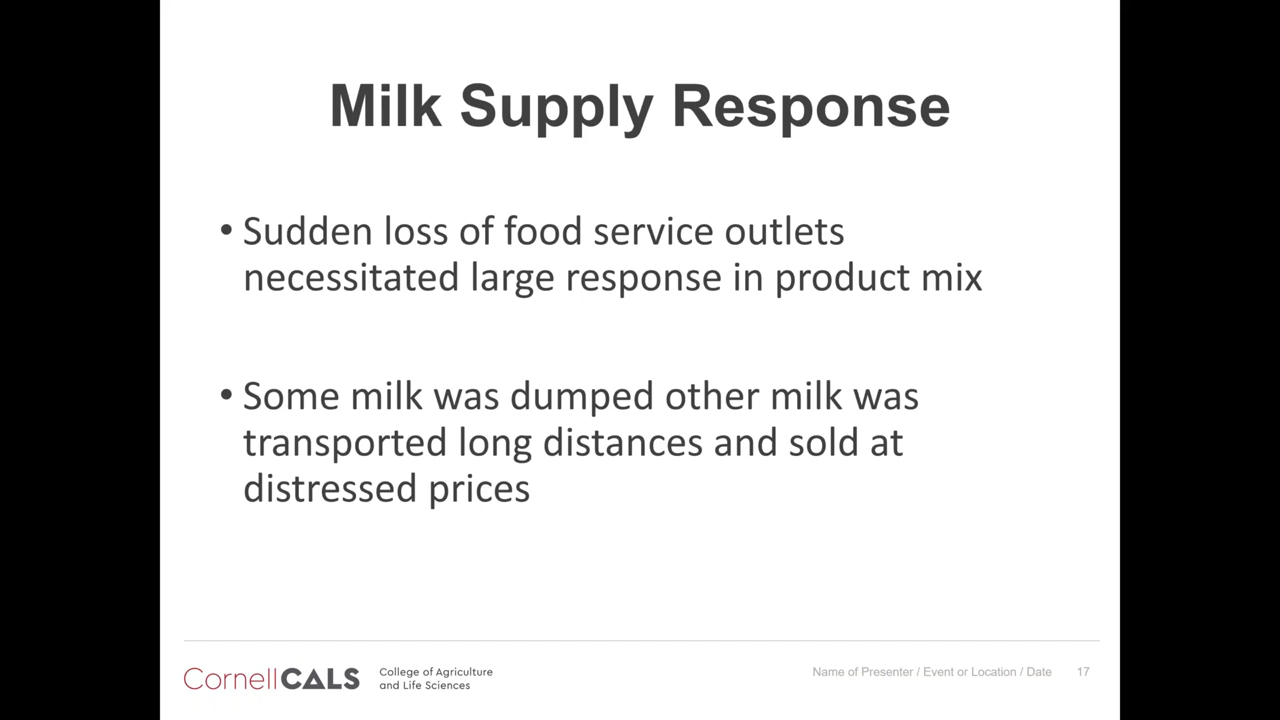 Milk Supply Response
• Sudden loss of food service outlets
necessitated large response in product mix
• Some milk was dumped other milk was
transported long distances and sold at
distressed prices
CornellCALS
College of Agriculture
and Life Sciences
Name of Presenter / Event or Location / Date
17